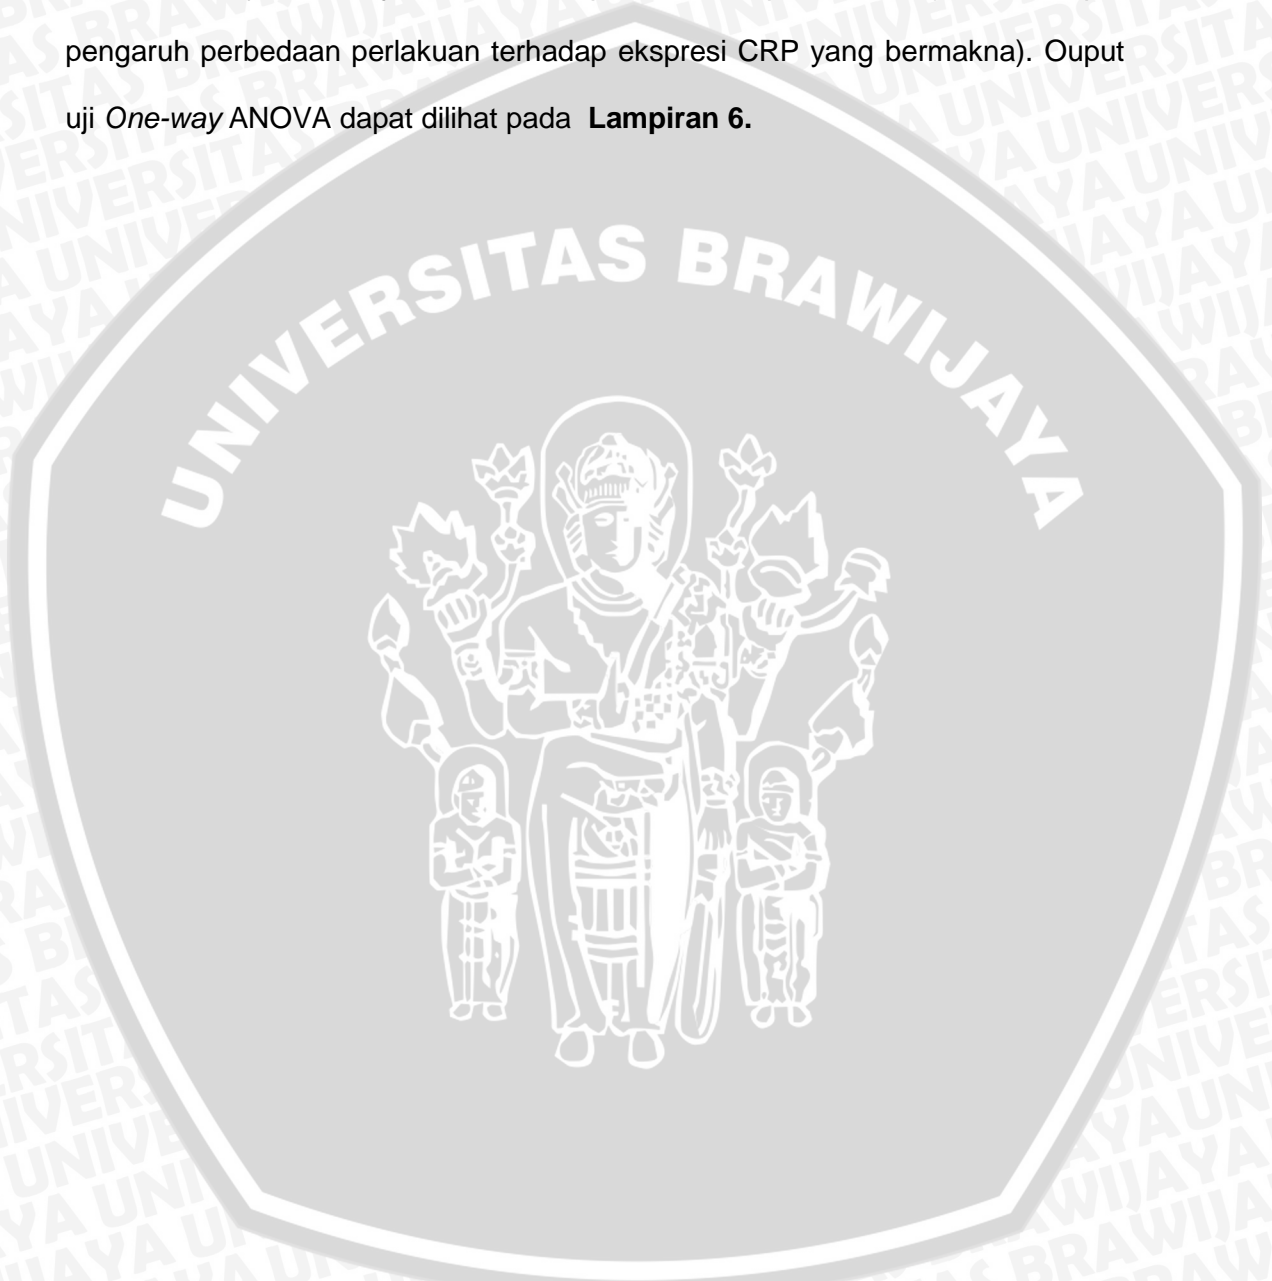 pengaruh perbedaan perlakuan terhadap ekspresi CRP yang bermakna). Ouput
uji One-way ANOVA dapat dilihat pada Lampiran 6.
UNIVERSITAS BRAWIJAYA